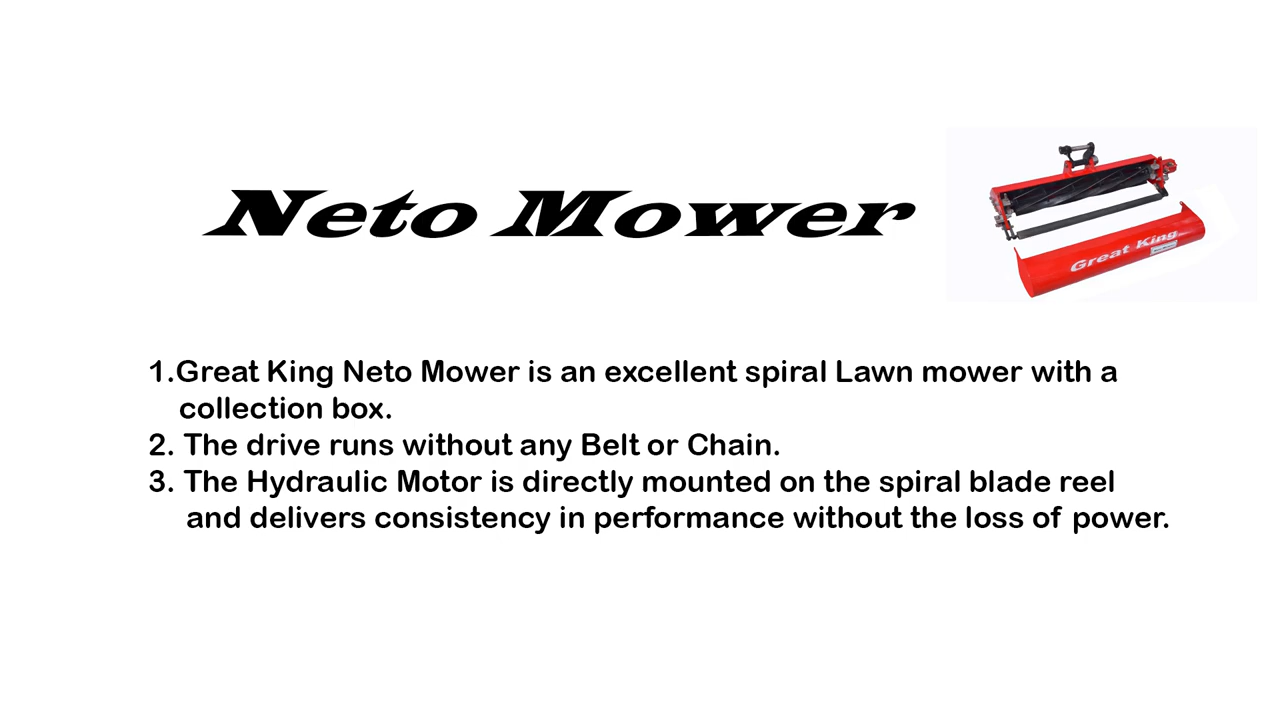 Neto Mower
Great King
1.Great King Neto Mower is an excellent spiral Lawn mower with a
collection box.
2. The drive runs without any Belt or Chain.
3. The Hydraulic Motor is directly mounted on the spiral blade reel
and delivers consistency in performance without the loss of power.